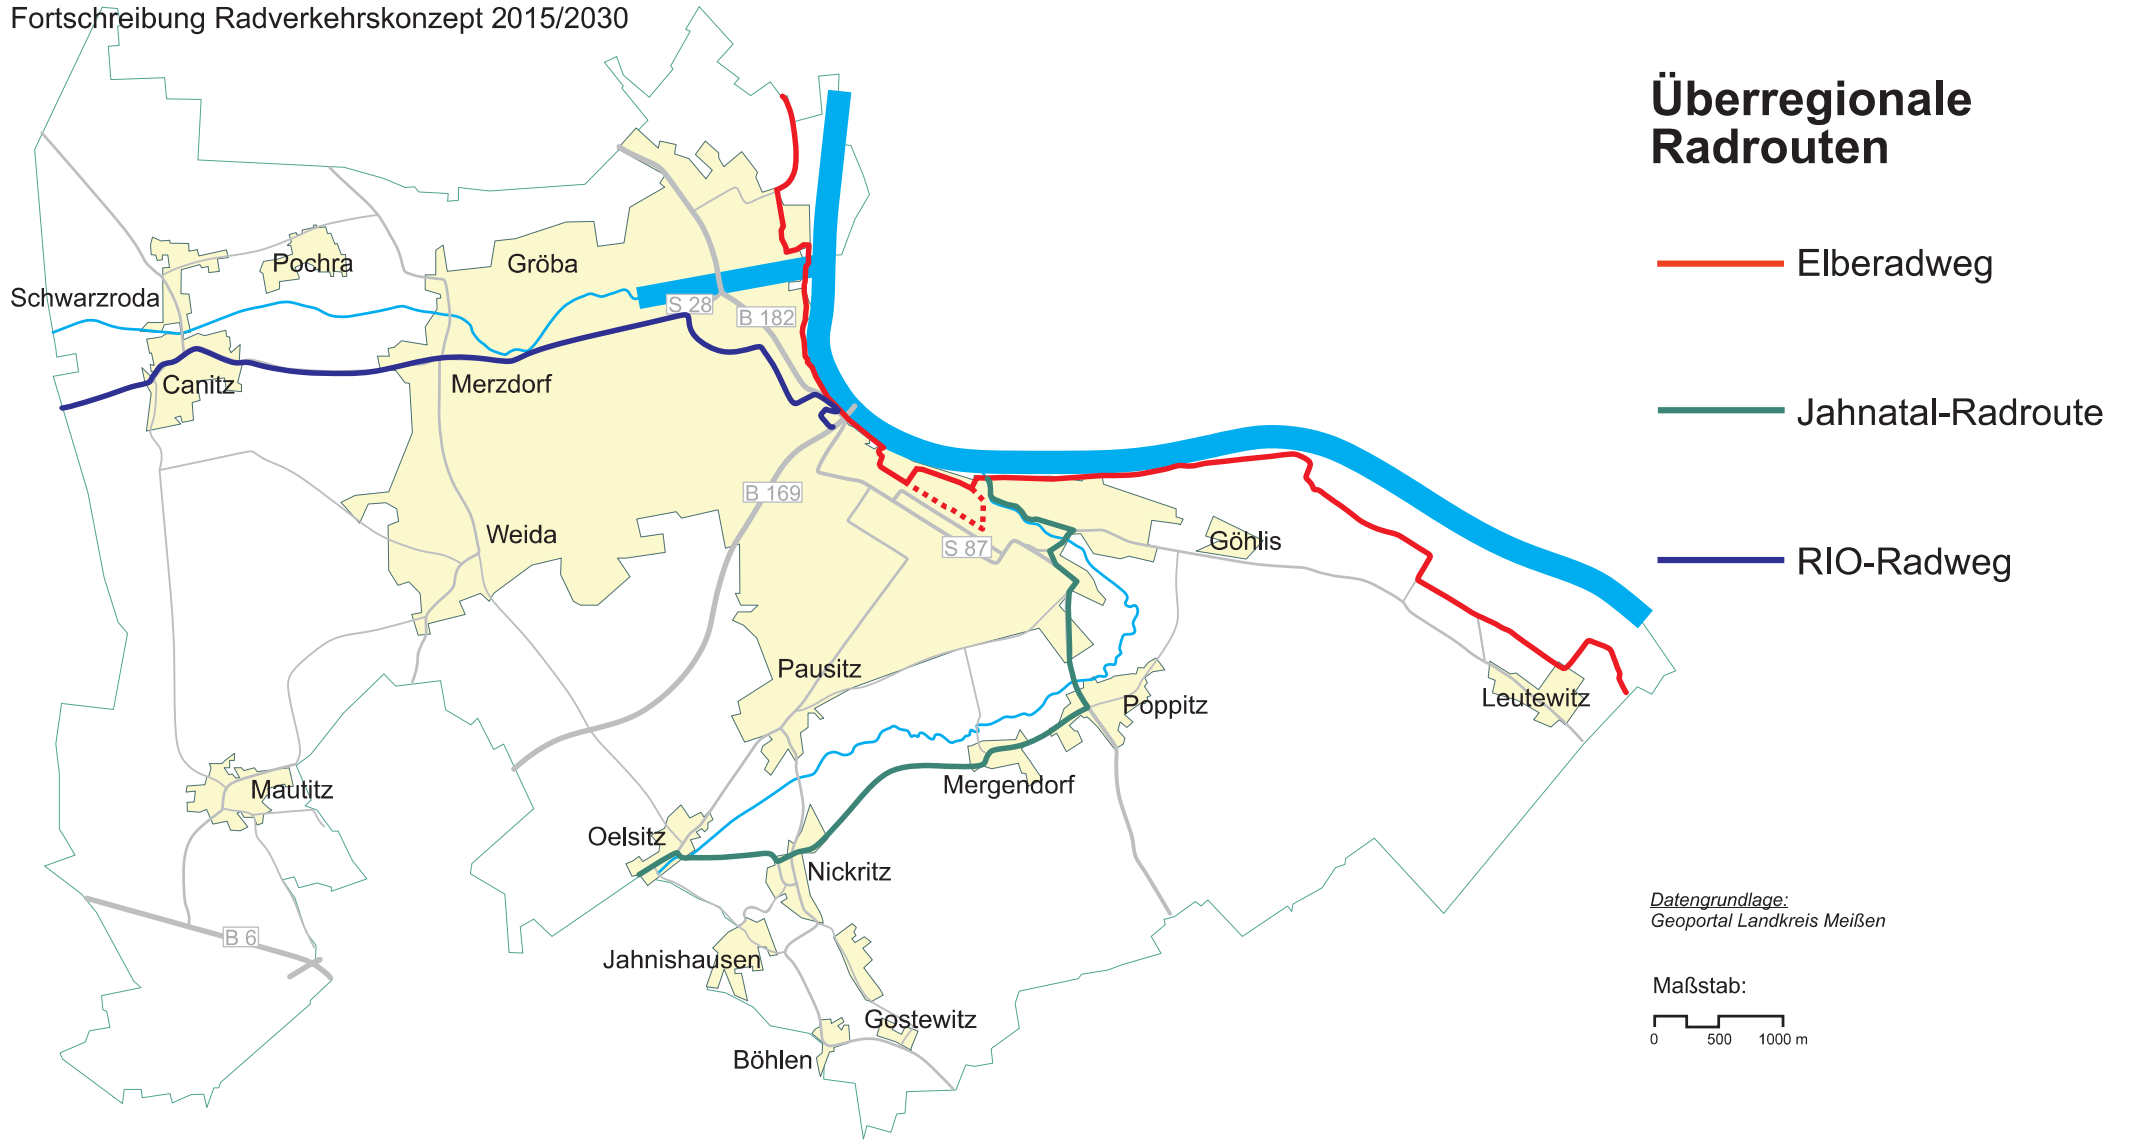 Fortschreibung Radverkehrskonzept 2015/2030
Überregionale
Radrouten
Elberadweg
Jahnatal-Radroute
RIO-Radweg
Pochra
Gröba
Schwarzroda
S 28
B 182
Canitz
Merzdorf
B 169
Weida
S 87
Göhlis
Pausitz
Poppitz
Leutewitz
Mautitz
Mergendorf
Oelsitz
Nickritz
B 6
Jahnishausen
Gostewitz
Böhlen
Datengrundlage:
Geoportal Landkreis Meißen
Maßstab:
0 500 1000 m